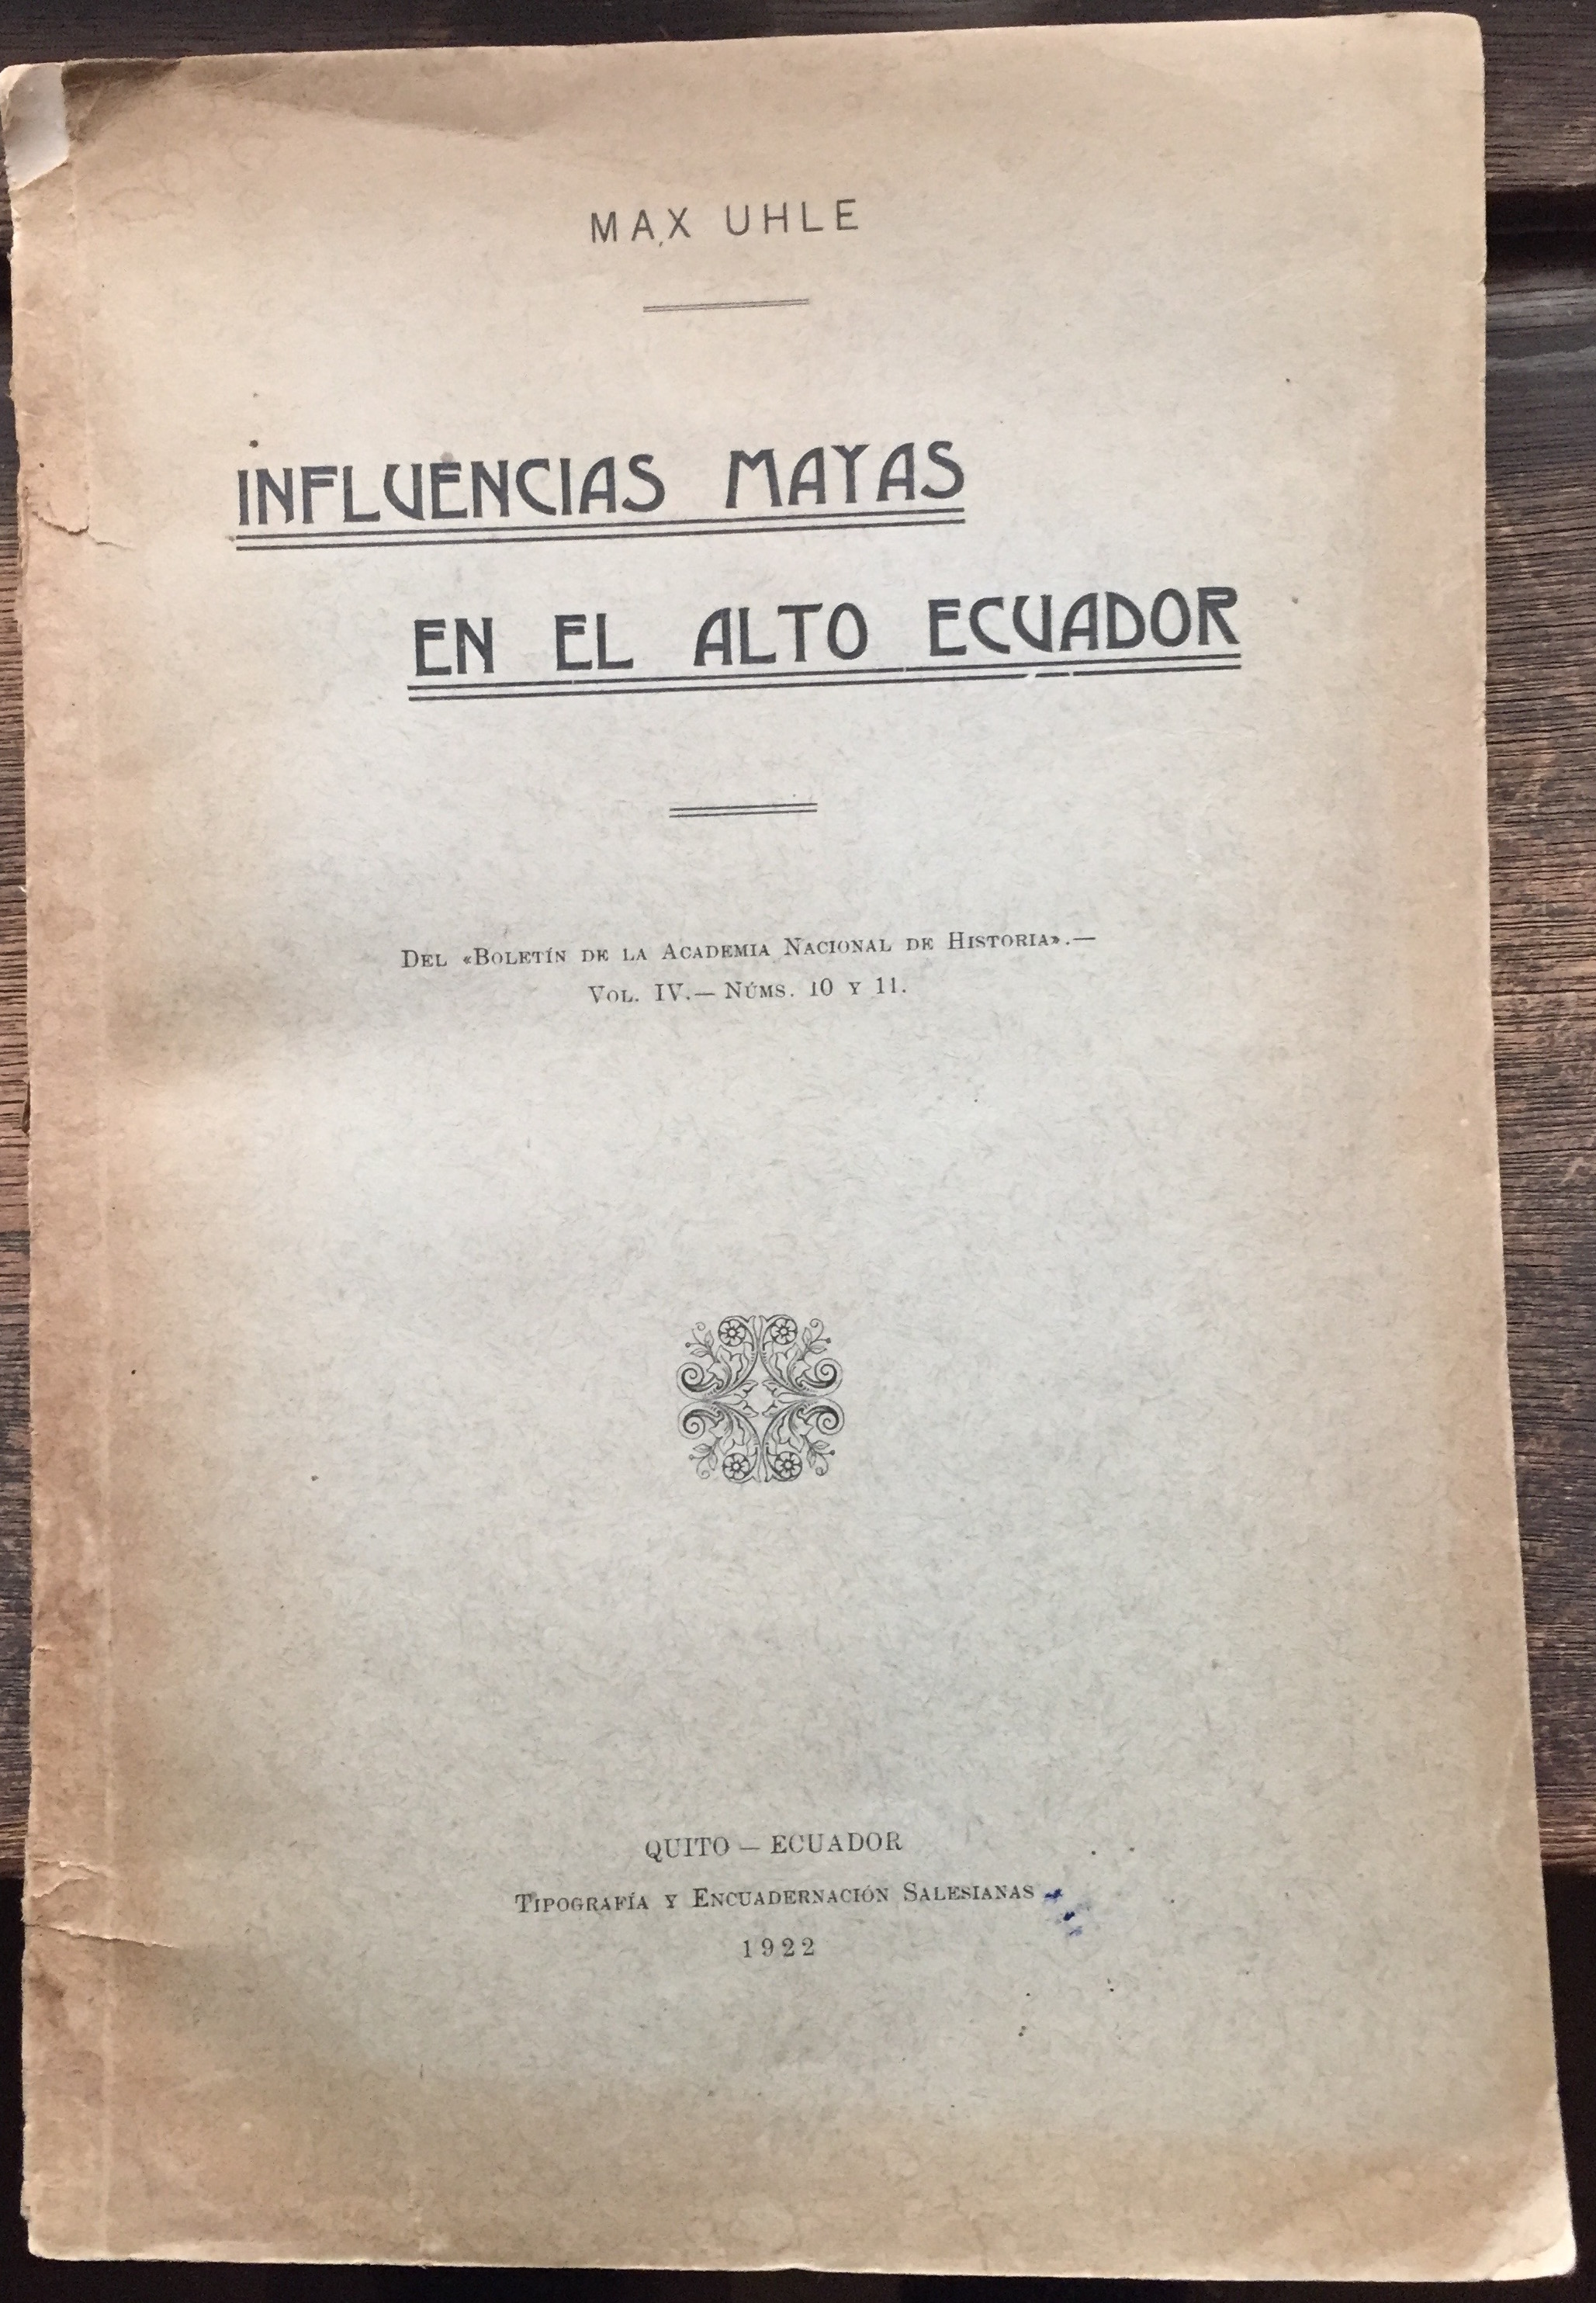 MAX UHLE
INFLUENCIAS MAYAS
EN EL ALTO ECUADOR
Del «Boletín de la Academia Nacional de Historia».—
Vol. IV.— Núms. 10 y 11.
QUITO — ECUADOR
Tipografía y Encuadernación Salesianas
1922